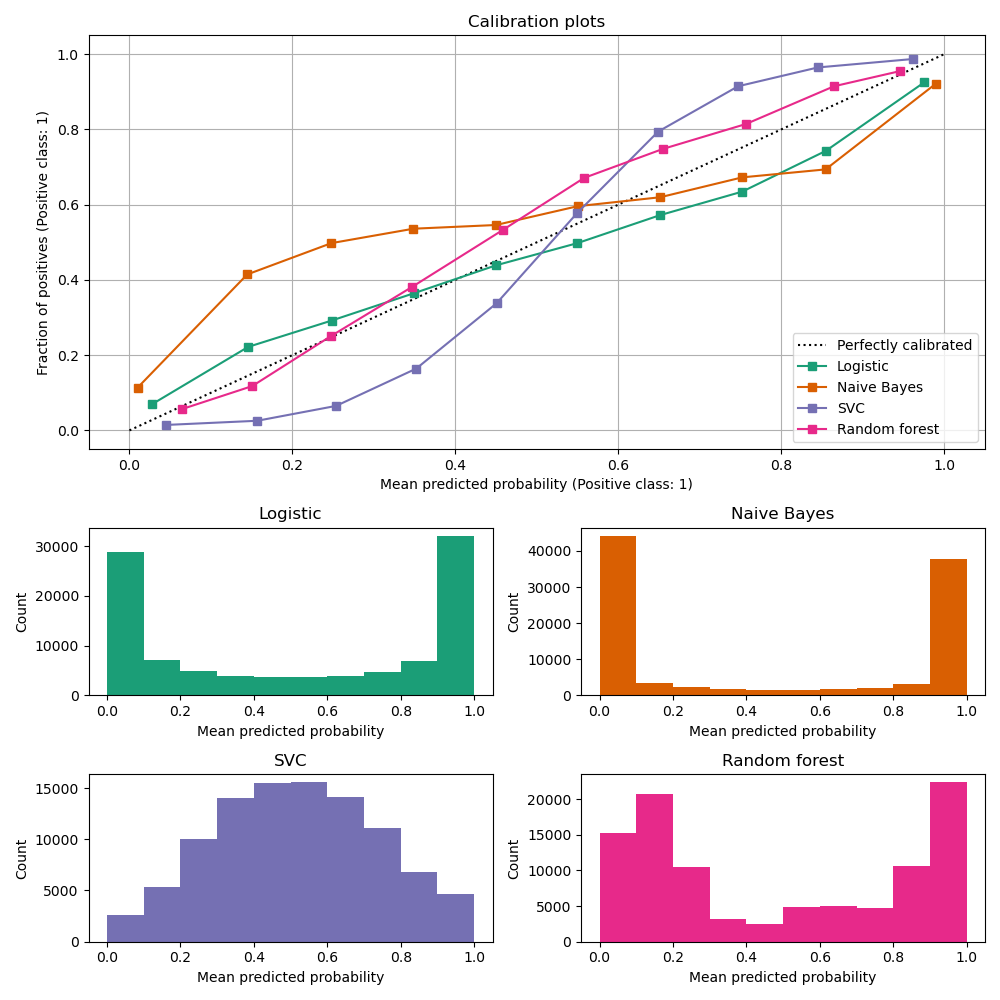 Calibration plots
Fraction of positives (Positive class: 1)
1.0
0.8
0.6
0.4
0.2
0.0
0.0 0.2 0.4 0.6 0.8 1.0
Mean predicted probability (Positive class: 1)
Perfectly calibrated
Logistic
Naive Bayes
SVC
Random forest
Logistic
Count
30000
20000
10000
0
0.0 0.2 0.4 0.6 0.8 1.0
Mean predicted probability
Naive Bayes
Count
40000
30000
20000
10000
0
0.0 0.2 0.4 0.6 0.8 1.0
Mean predicted probability
SVC
Count
15000
10000
5000
0
0.0 0.2 0.4 0.6 0.8 1.0
Mean predicted probability
Random forest
Count
20000
15000
10000
5000
0
0.0 0.2 0.4 0.6 0.8 1.0
Mean predicted probability